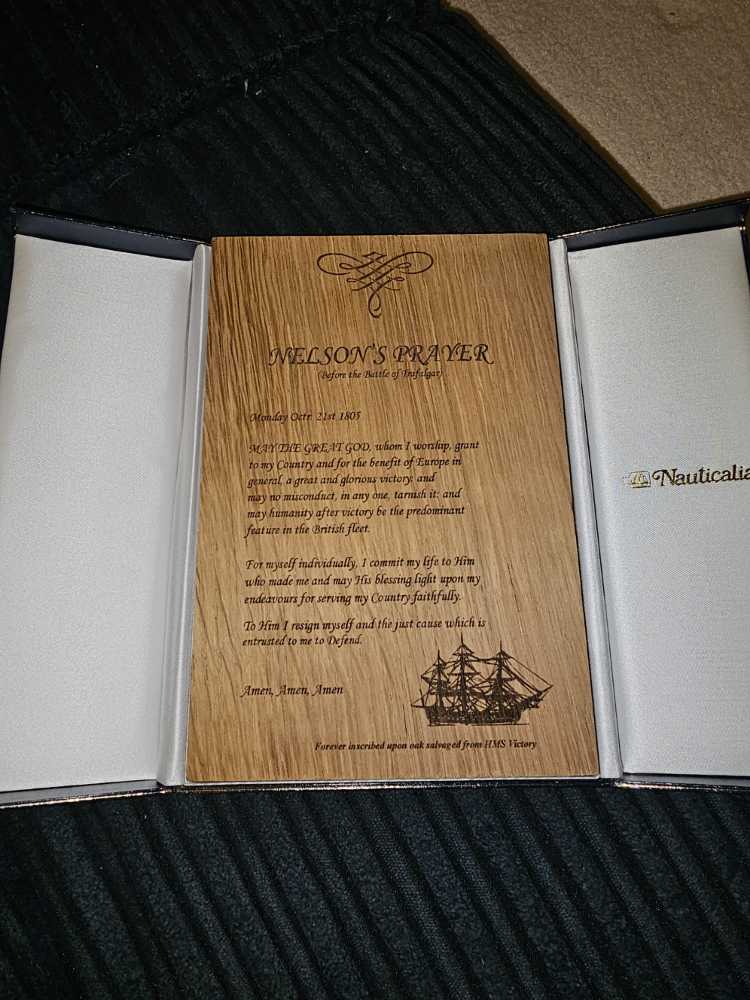 NELSON'S PRAYER
(Before the Battle of Trafalgar)
Monday Octr. 21st 1805
MAY THE GREAT GOD, whom I worship, grant
to my Country and for the benefit of Europe in
general, a great and glorious victory: and
may no misconduct, in any one, tarnish it: and
may humanity after victory be the predominant
feature in the British fleet.
For myself individually, I commit my life to Him
who made me and may His blessing light upon my
endeavours for serving my Country faithfully.
To Him I resign myself and the just cause which is
entrusted to me to Defend.
Amen, Amen, Amen
Forever inscribed upon oak salvaged from HMS Victory
Nauticalia